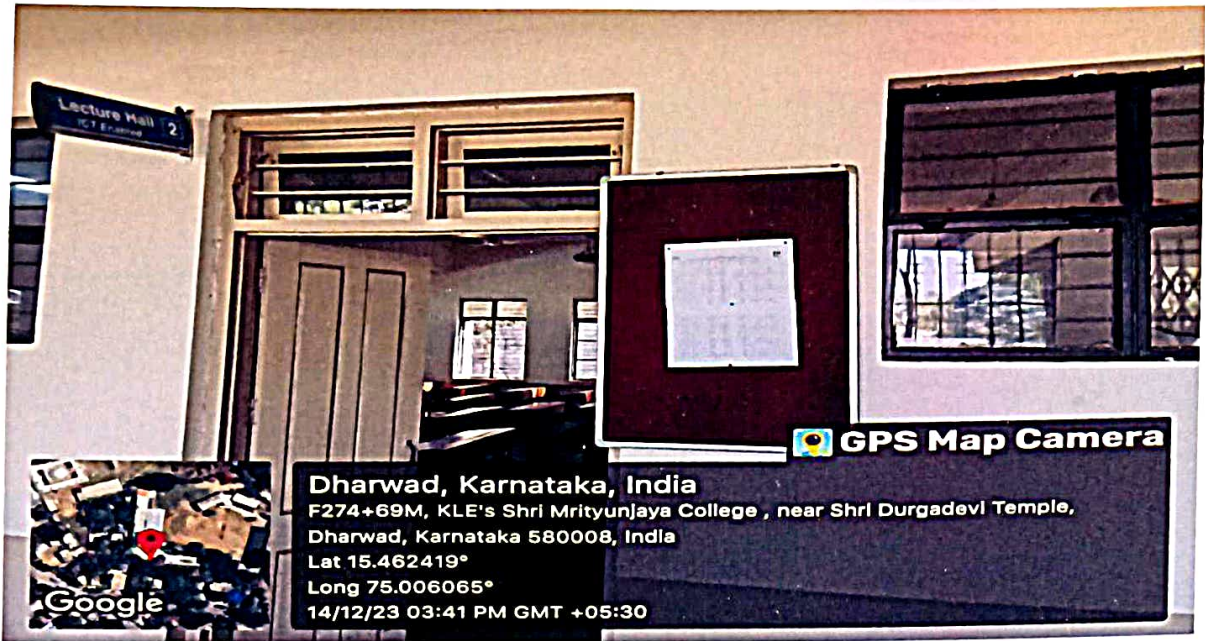 Lecture Hall 2
ICT Enabled
GPS Map Camera
Dharwad, Karnataka, India
F274+69M, KLE's Shri Mrityunjaya College , near Shri Durgadevi Temple,
Dharwad, Karnataka 580008, India
Lat 15.462419°
Long 75.006065°
14/12/23 03:41 PM GMT +05:30
Google